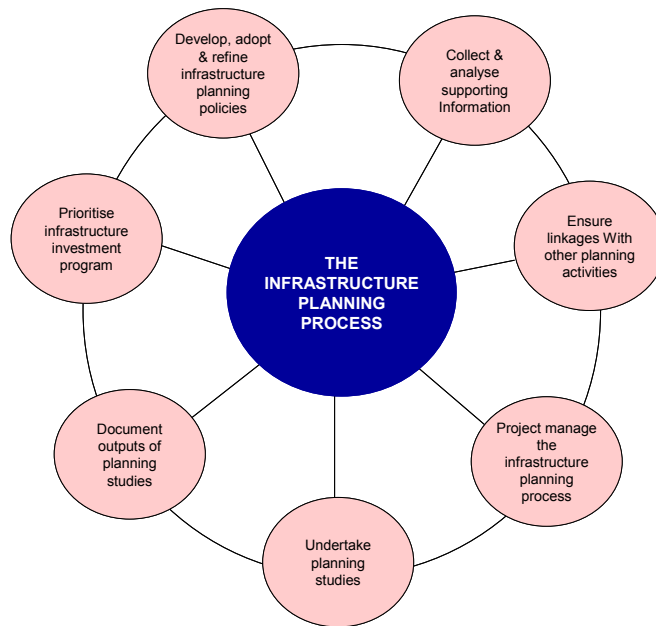 Develop, adopt
& refine
infrastructure
planning
policies
Collect &
analyse
supporting
Information
Ensure
linkages With
other planning
activities
Project manage
the
infrastructure
planning
process
Undertake
planning
studies
Document
outputs of
planning
studies
Prioritise
infrastructure
investment
program
THE
INFRASTRUCTURE
PLANNING
PROCESS